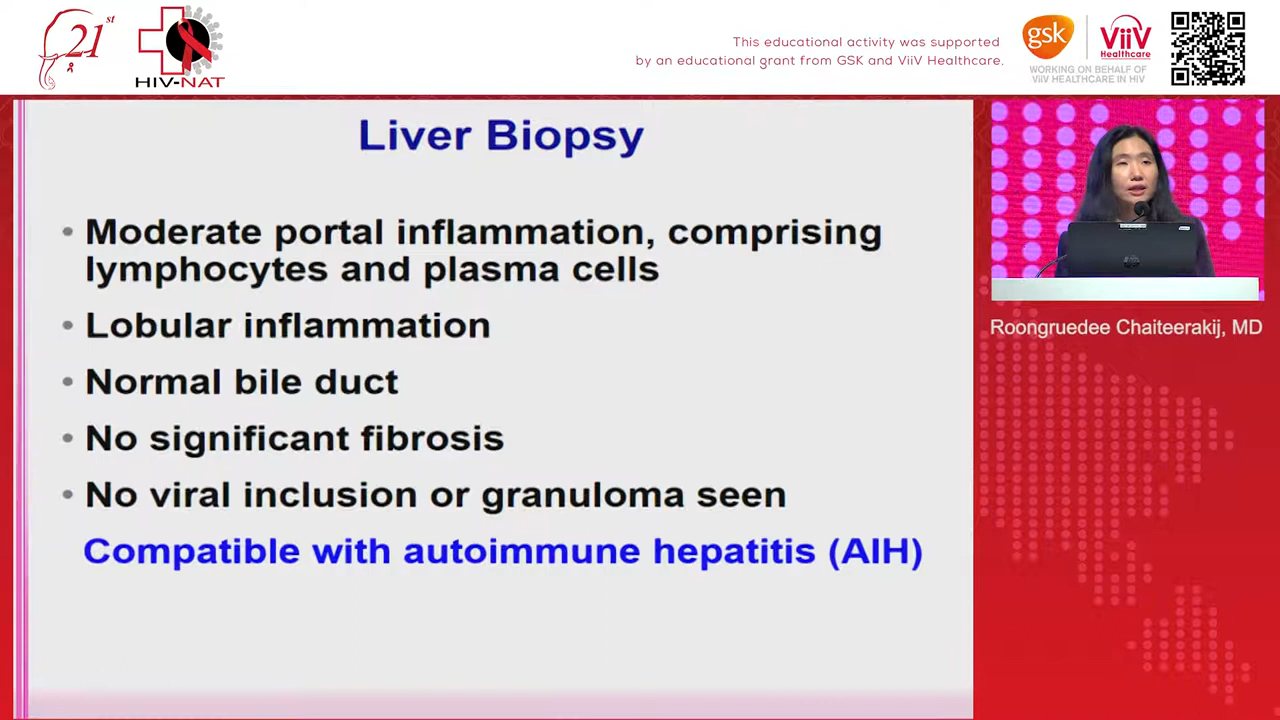 21st
HIV-NAT
This educational activity was supported
by an educational grant from GSK and ViiV Healthcare.
gsk
ViiV
Healthcare
WORKING ON BEHALF OF
ViiV HEALTHCARE IN HIV
Liver Biopsy
• Moderate portal inflammation, comprising
lymphocytes and plasma cells
• Lobular inflammation
• Normal bile duct
• No significant fibrosis
• No viral inclusion or granuloma seen
Compatible with autoimmune hepatitis (AIH)
Roongruedee Chaiteerakij, MD